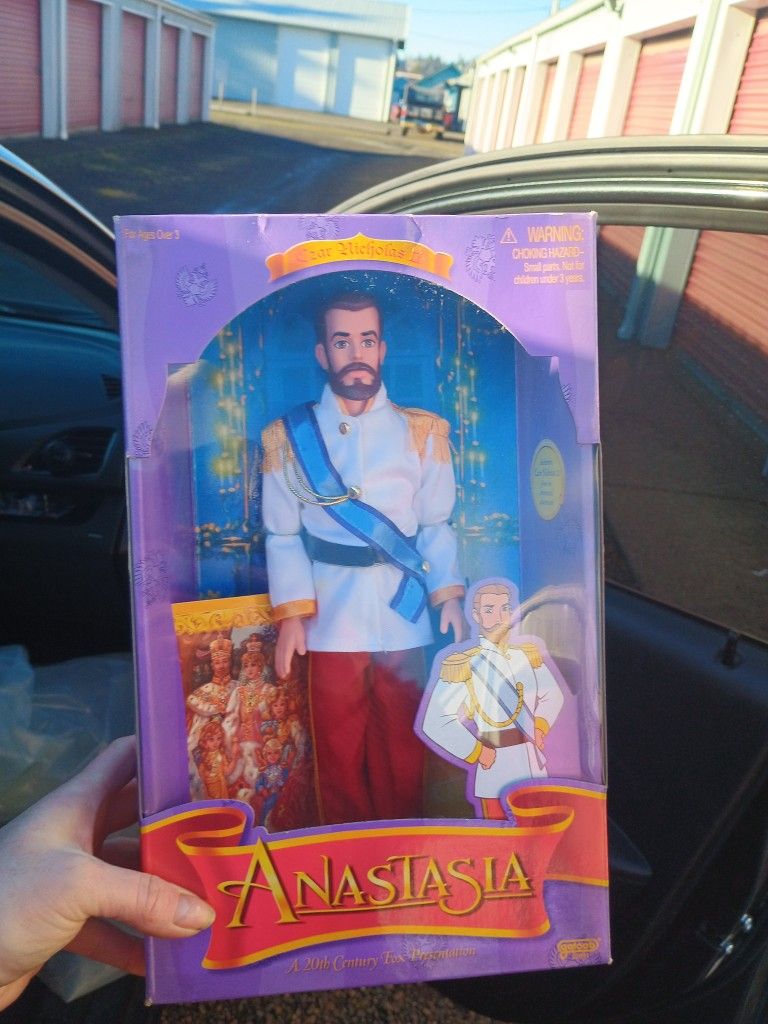 For Ages Over 3
Czar Nicholas II
WARNING:
CHOKING HAZARD-
Small parts. Not for
children under 3 years.
ANASTASIA
A 20th Century Fox Presentation
galoob